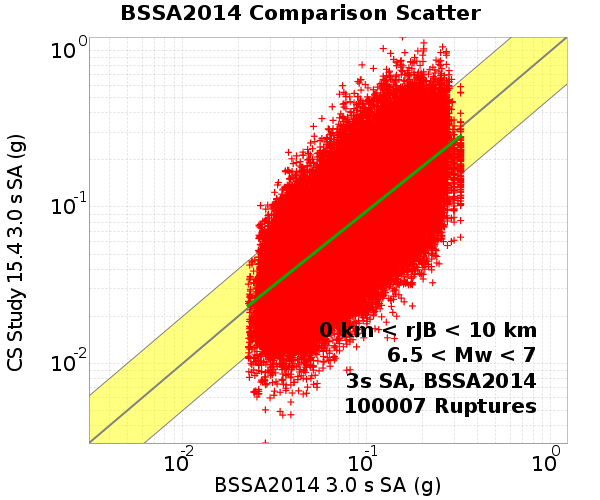 BSSA2014 Comparison Scatter
CS Study 15.4 3.0 s SA (g)
10^0
10^-1
10^-2
0 km < rJB < 10 km
6.5 < Mw < 7
3s SA, BSSA2014
100007 Ruptures
10^-2 10^-1 10^0
BSSA2014 3.0 s SA (g)